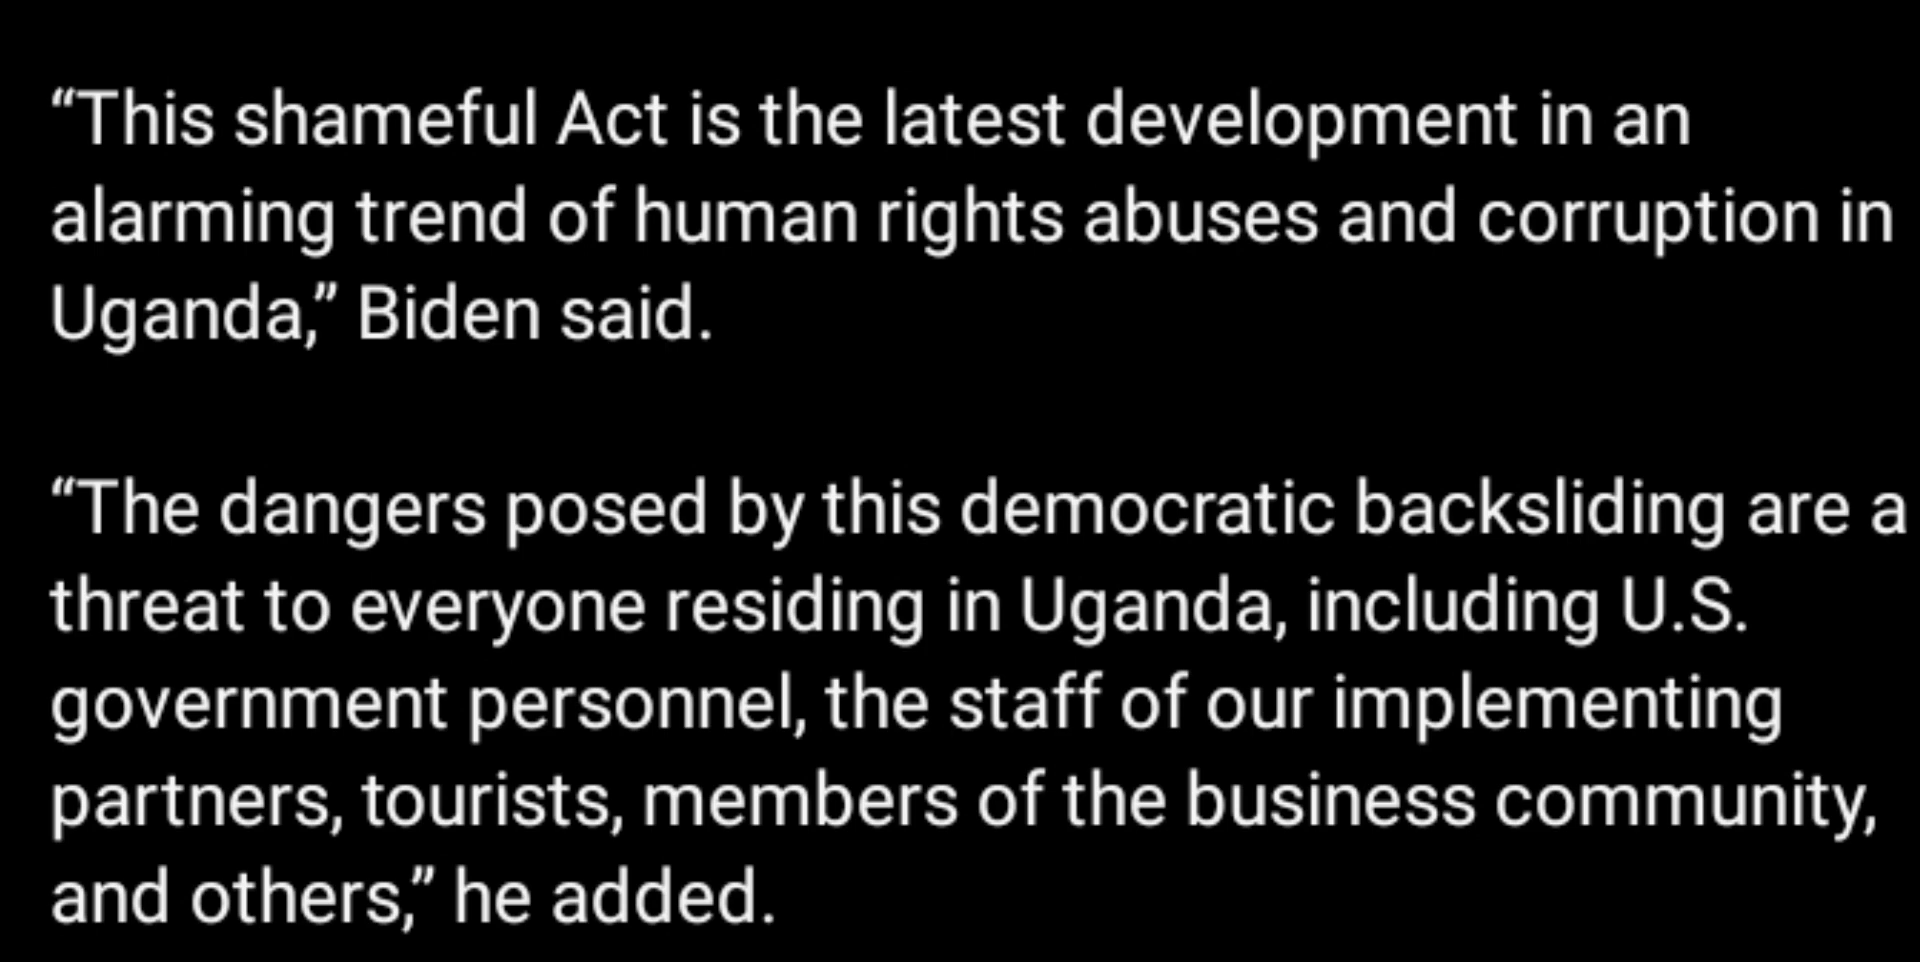 “This shameful Act is the latest development in an
alarming trend of human rights abuses and corruption in
Uganda,” Biden said.
“The dangers posed by this democratic backsliding are a
threat to everyone residing in Uganda, including U.S.
government personnel, the staff of our implementing
partners, tourists, members of the business community,
and others,” he added.